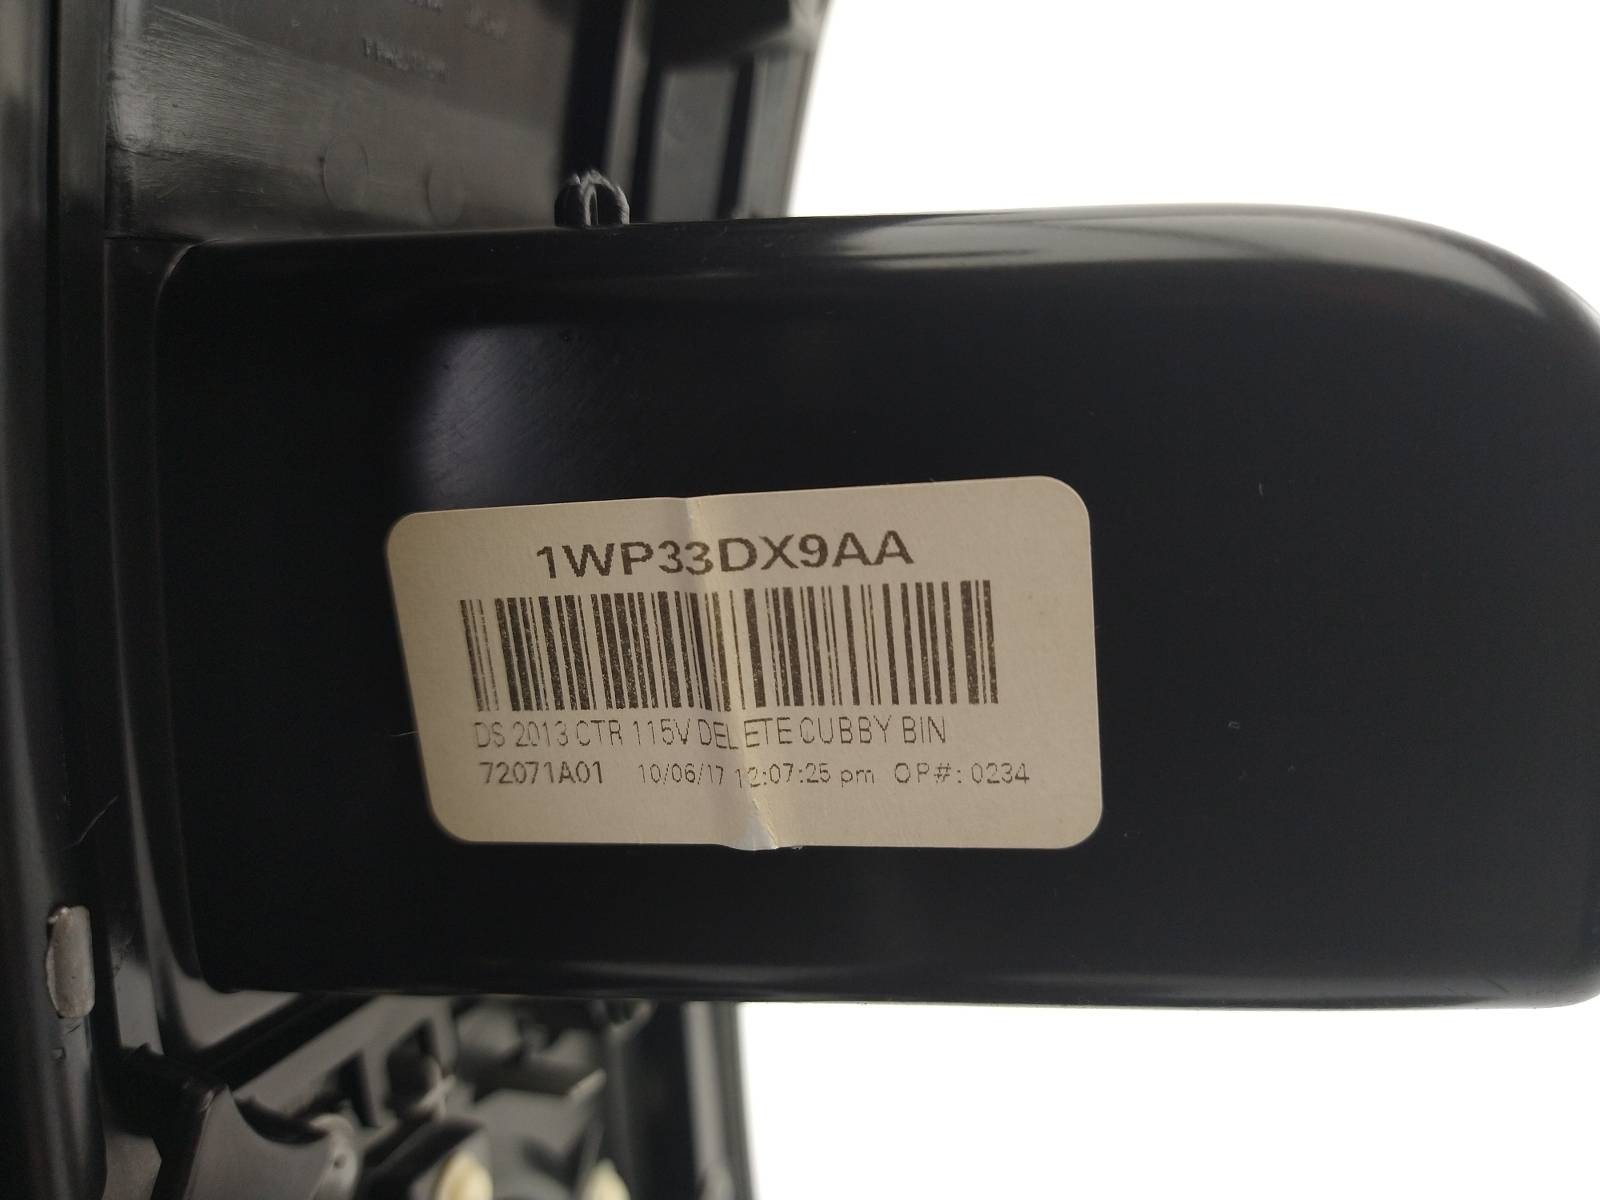 1WP33DX9AA
DS 2013 CTR 115V DELETE CUBBY BIN
72071A01 10/06/17 12:07:25 pm OP#: 0234